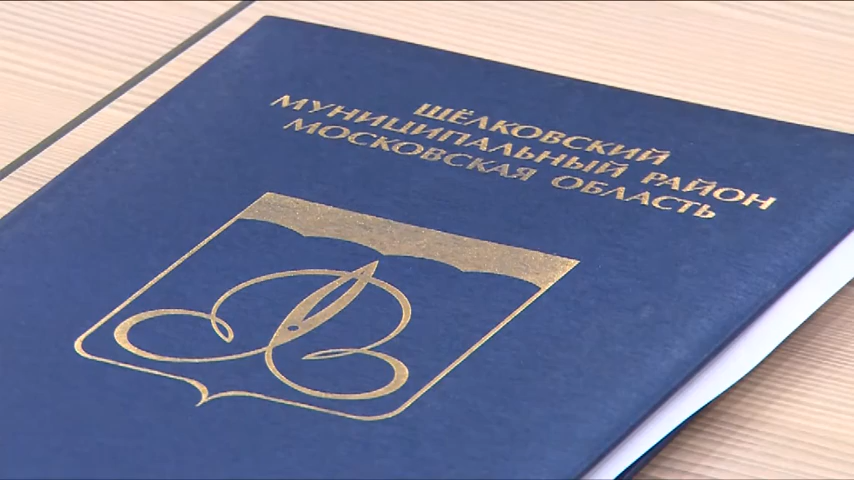 ЩЁЛКОВСКИЙ
МУНИЦИПАЛЬНЫЙ РАЙОН
МОСКОВСКАЯ ОБЛАСТЬ